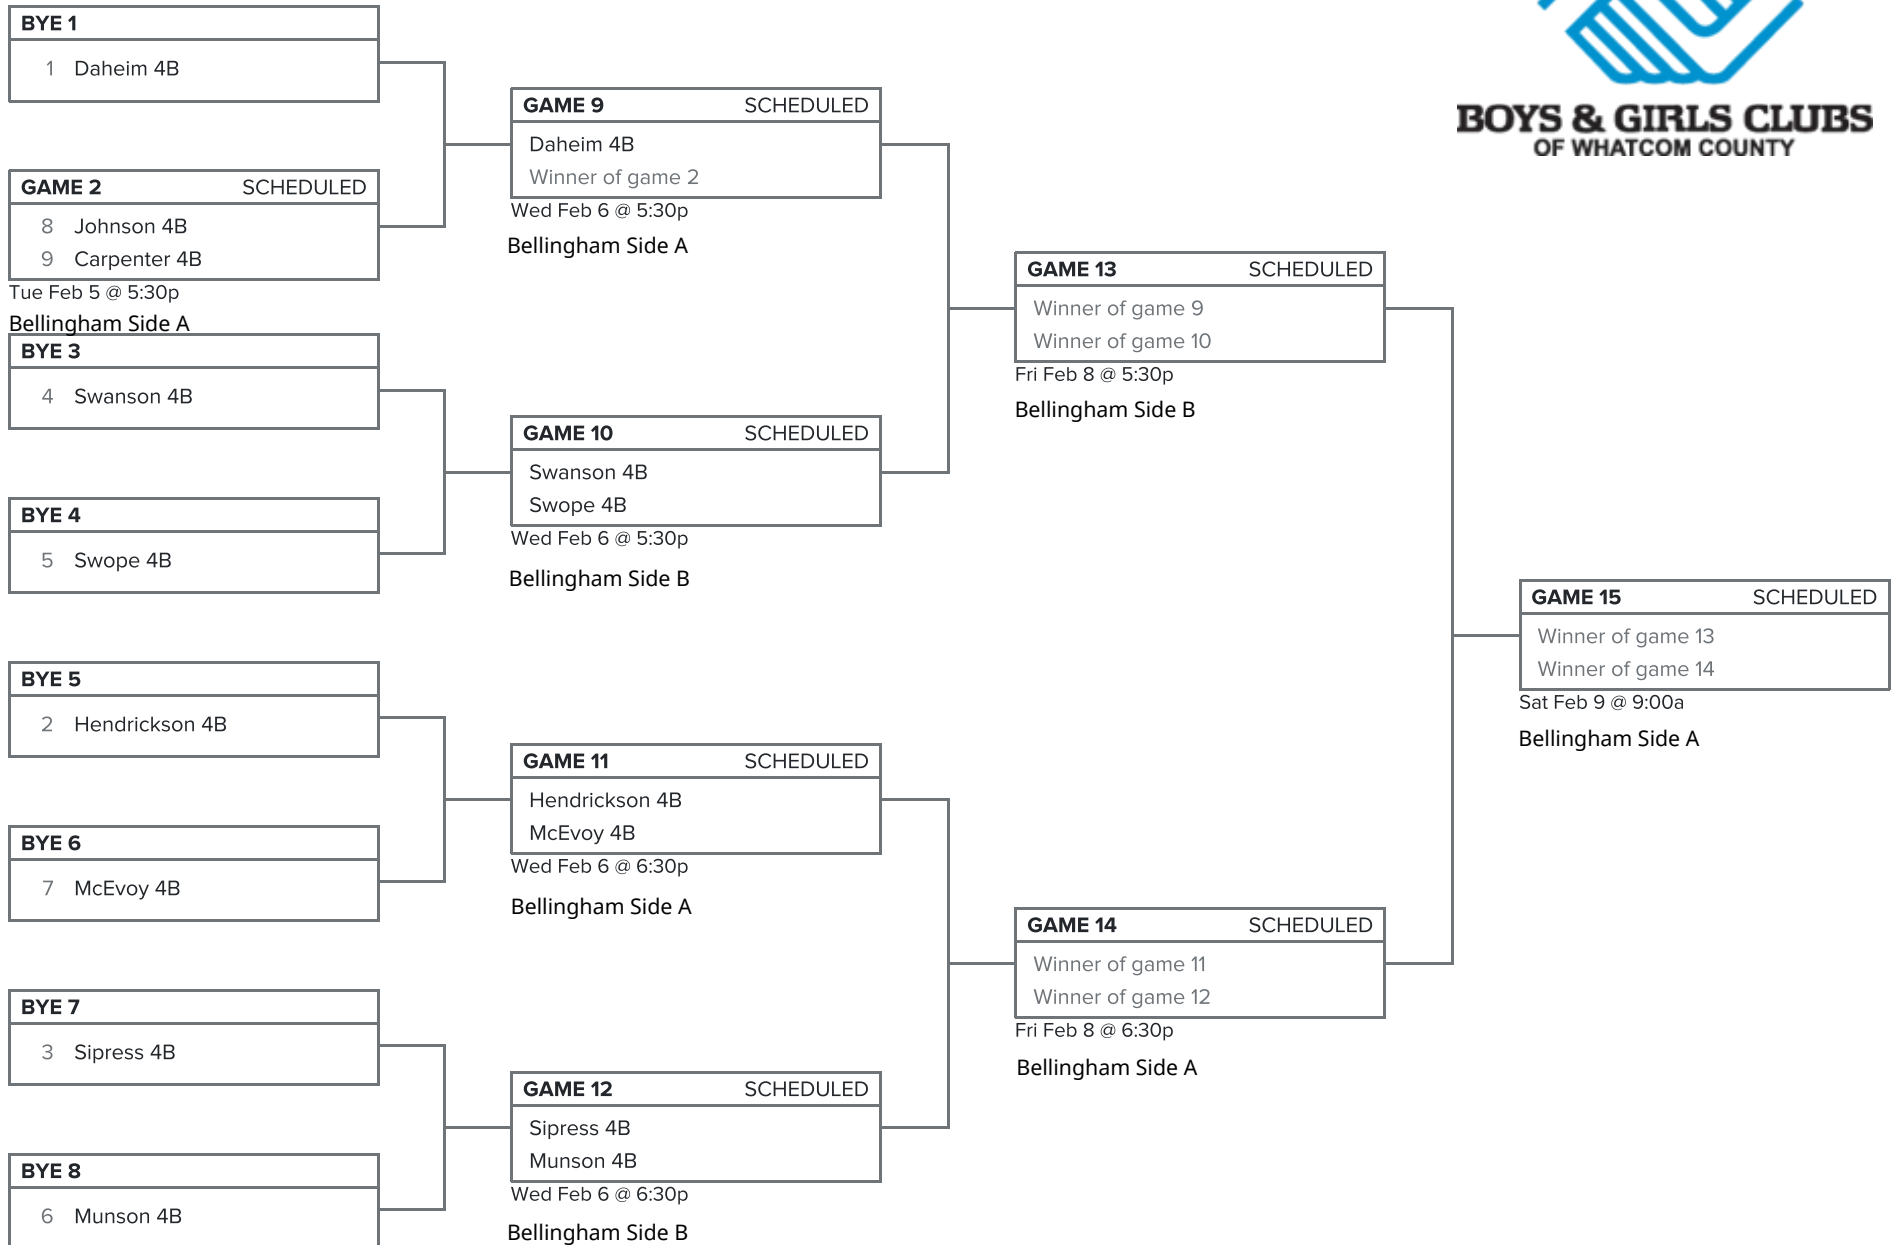 BYE 1
1 Daheim 4B
GAME 2 SCHEDULED
8 Johnson 4B
9 Carpenter 4B
Tue Feb 5 @ 5:30p
Bellingham Side A
BYE 3
4 Swanson 4B
BYE 4
5 Swope 4B
BYE 5
2 Hendrickson 4B
BYE 6
7 McEvoy 4B
BYE 7
3 Sipress 4B
BYE 8
6 Munson 4B
GAME 9 SCHEDULED
Daheim 4B
Winner of game 2
Wed Feb 6 @ 5:30p
Bellingham Side A
GAME 10 SCHEDULED
Swanson 4B
Swope 4B
Wed Feb 6 @ 5:30p
Bellingham Side B
GAME 11 SCHEDULED
Hendrickson 4B
McEvoy 4B
Wed Feb 6 @ 6:30p
Bellingham Side A
GAME 12 SCHEDULED
Sipress 4B
Munson 4B
Wed Feb 6 @ 6:30p
Bellingham Side B
GAME 13 SCHEDULED
Winner of game 9
Winner of game 10
Fri Feb 8 @ 5:30p
Bellingham Side B
GAME 14 SCHEDULED
Winner of game 11
Winner of game 12
Fri Feb 8 @ 6:30p
Bellingham Side A
GAME 15 SCHEDULED
Winner of game 13
Winner of game 14
Sat Feb 9 @ 9:00a
Bellingham Side A
BOYS & GIRLS CLUBS
OF WHATCOM COUNTY